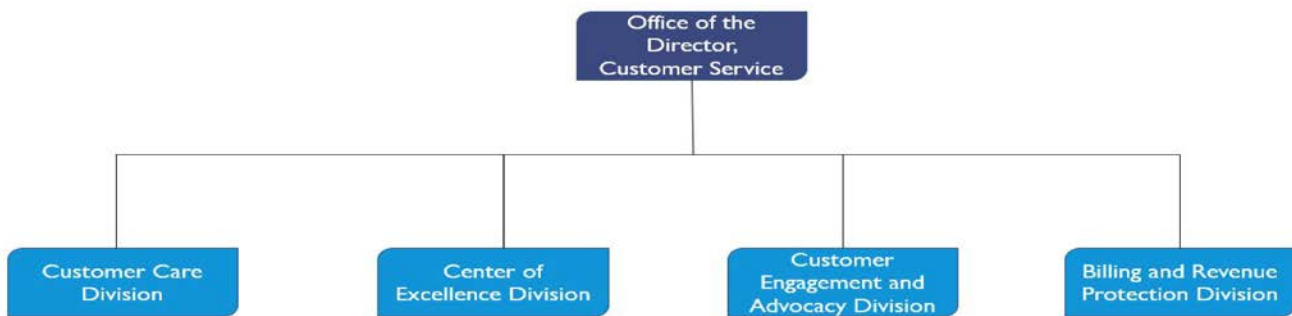 Office of the
Director,
Customer Service
Customer Care
Division
Center of
Excellence Division
Customer
Engagement and
Advocacy Division
Billing and Revenue
Protection Division